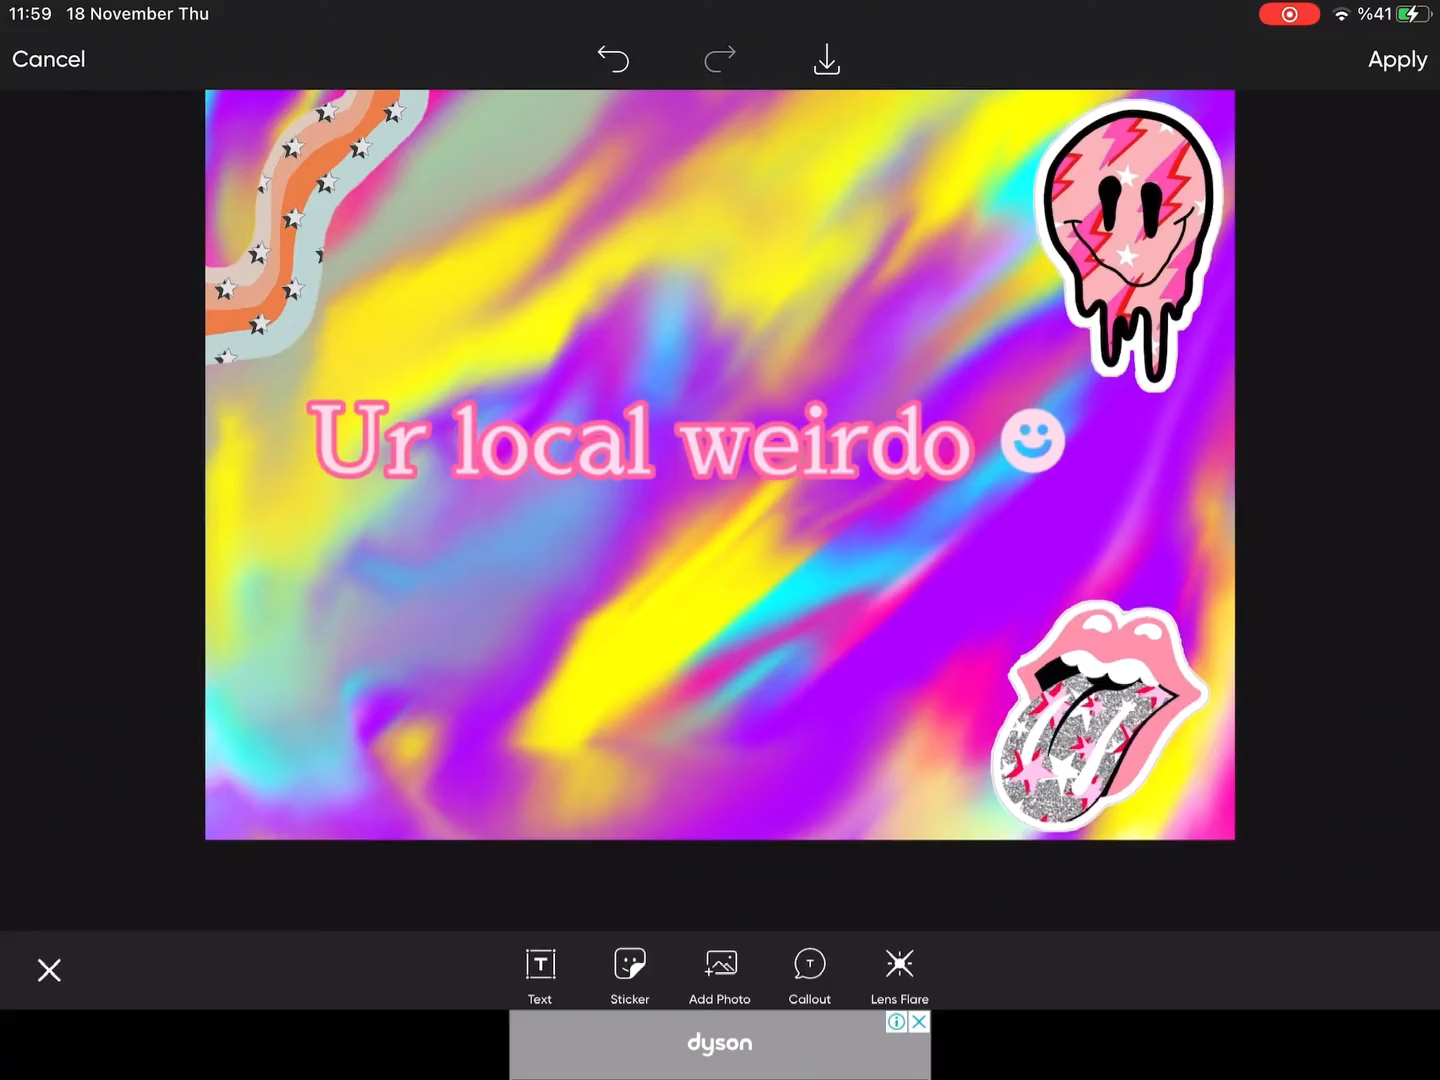 11:59 18 November Thu
%41
Cancel
Apply
Ur local weirdo ☻
T
T
Text
Sticker
Add Photo
Callout
Lens Flare
dyson